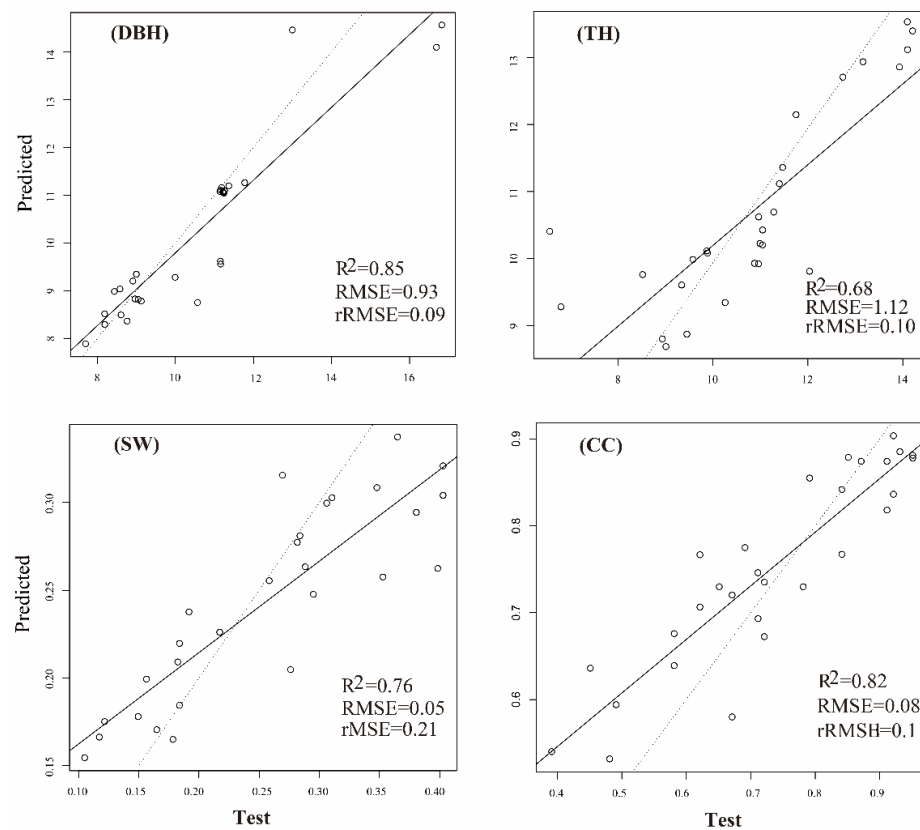 (DBH)
14
13
12
11
10
9
8
Predicted
R²=0.85
RMSE=0.93
rRMSE=0.09
8 10 12 14 16
(TH)
13
12
11
10
9
R²=0.68
RMSE=1.12
rRMSE=0.10
8 10 12 14
(SW)
0.30
0.25
0.20
0.15
Predicted
R²=0.76
RMSE=0.05
rMSE=0.21
0.10 0.15 0.20 0.25 0.30 0.35 0.40
Test
(CC)
0.9
0.8
0.7
0.6
R²=0.82
RMSE=0.08
rRMSH=0.1
0.4 0.5 0.6 0.7 0.8 0.9
Test